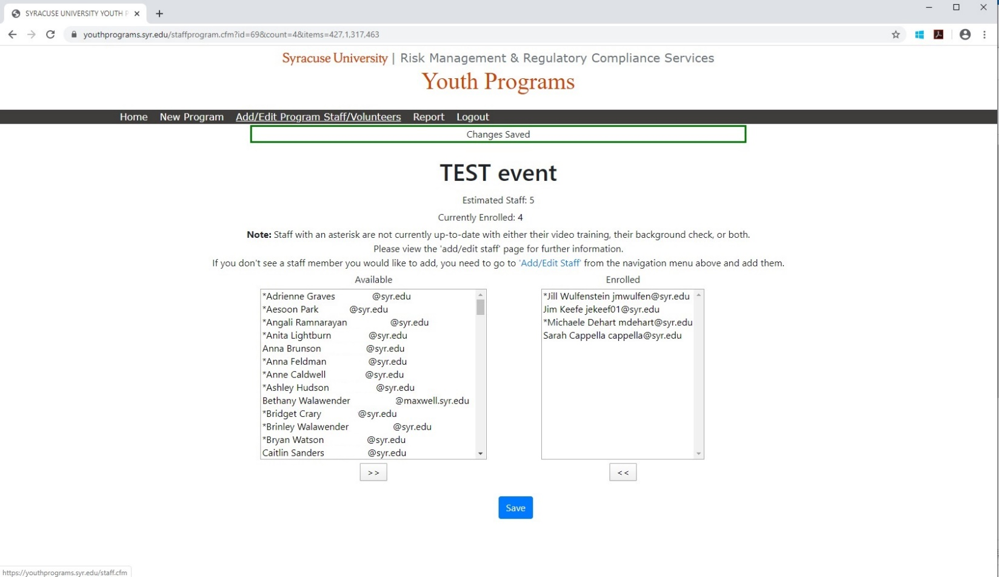 SYRACUSE UNIVERSITY YOUTH P
youthprograms.syr.edu/staffprogram.cfm?id=69&count=4&items=427,1,317,463
Syracuse University | Risk Management & Regulatory Compliance Services
Youth Programs
Home New Program Add/Edit Program Staff/Volunteers Report Logout
Changes Saved
TEST event
Estimated Staff: 5
Currently Enrolled: 4
Note: Staff with an asterisk are not currently up-to-date with either their video training, their background check, or both.
Please view the 'add/edit staff' page for further information.
If you don't see a staff member you would like to add, you need to go to 'Add/Edit Staff' from the navigation menu above and add them.
Available
*Adrienne Graves @syr.edu
*Aesoon Park @syr.edu
*Angali Ramnarayan @syr.edu
*Anita Lightburn @syr.edu
Anna Brunson @syr.edu
*Anna Feldman @syr.edu
*Anne Caldwell @syr.edu
*Ashley Hudson @syr.edu
Bethany Walawender @maxwell.syr.edu
*Bridget Crary @syr.edu
*Brinley Walawender @syr.edu
*Bryan Watson @syr.edu
Caitlin Sanders @syr.edu
>>
Enrolled
*Jill Wulfenstein jmwulfen@syr.edu
Jim Keefe jekeef01@syr.edu
*Michaele Dehart mdehart@syr.edu
Sarah Cappella cappella@syr.edu
<<
Save
https://youthprograms.syr.edu/staff.cfm